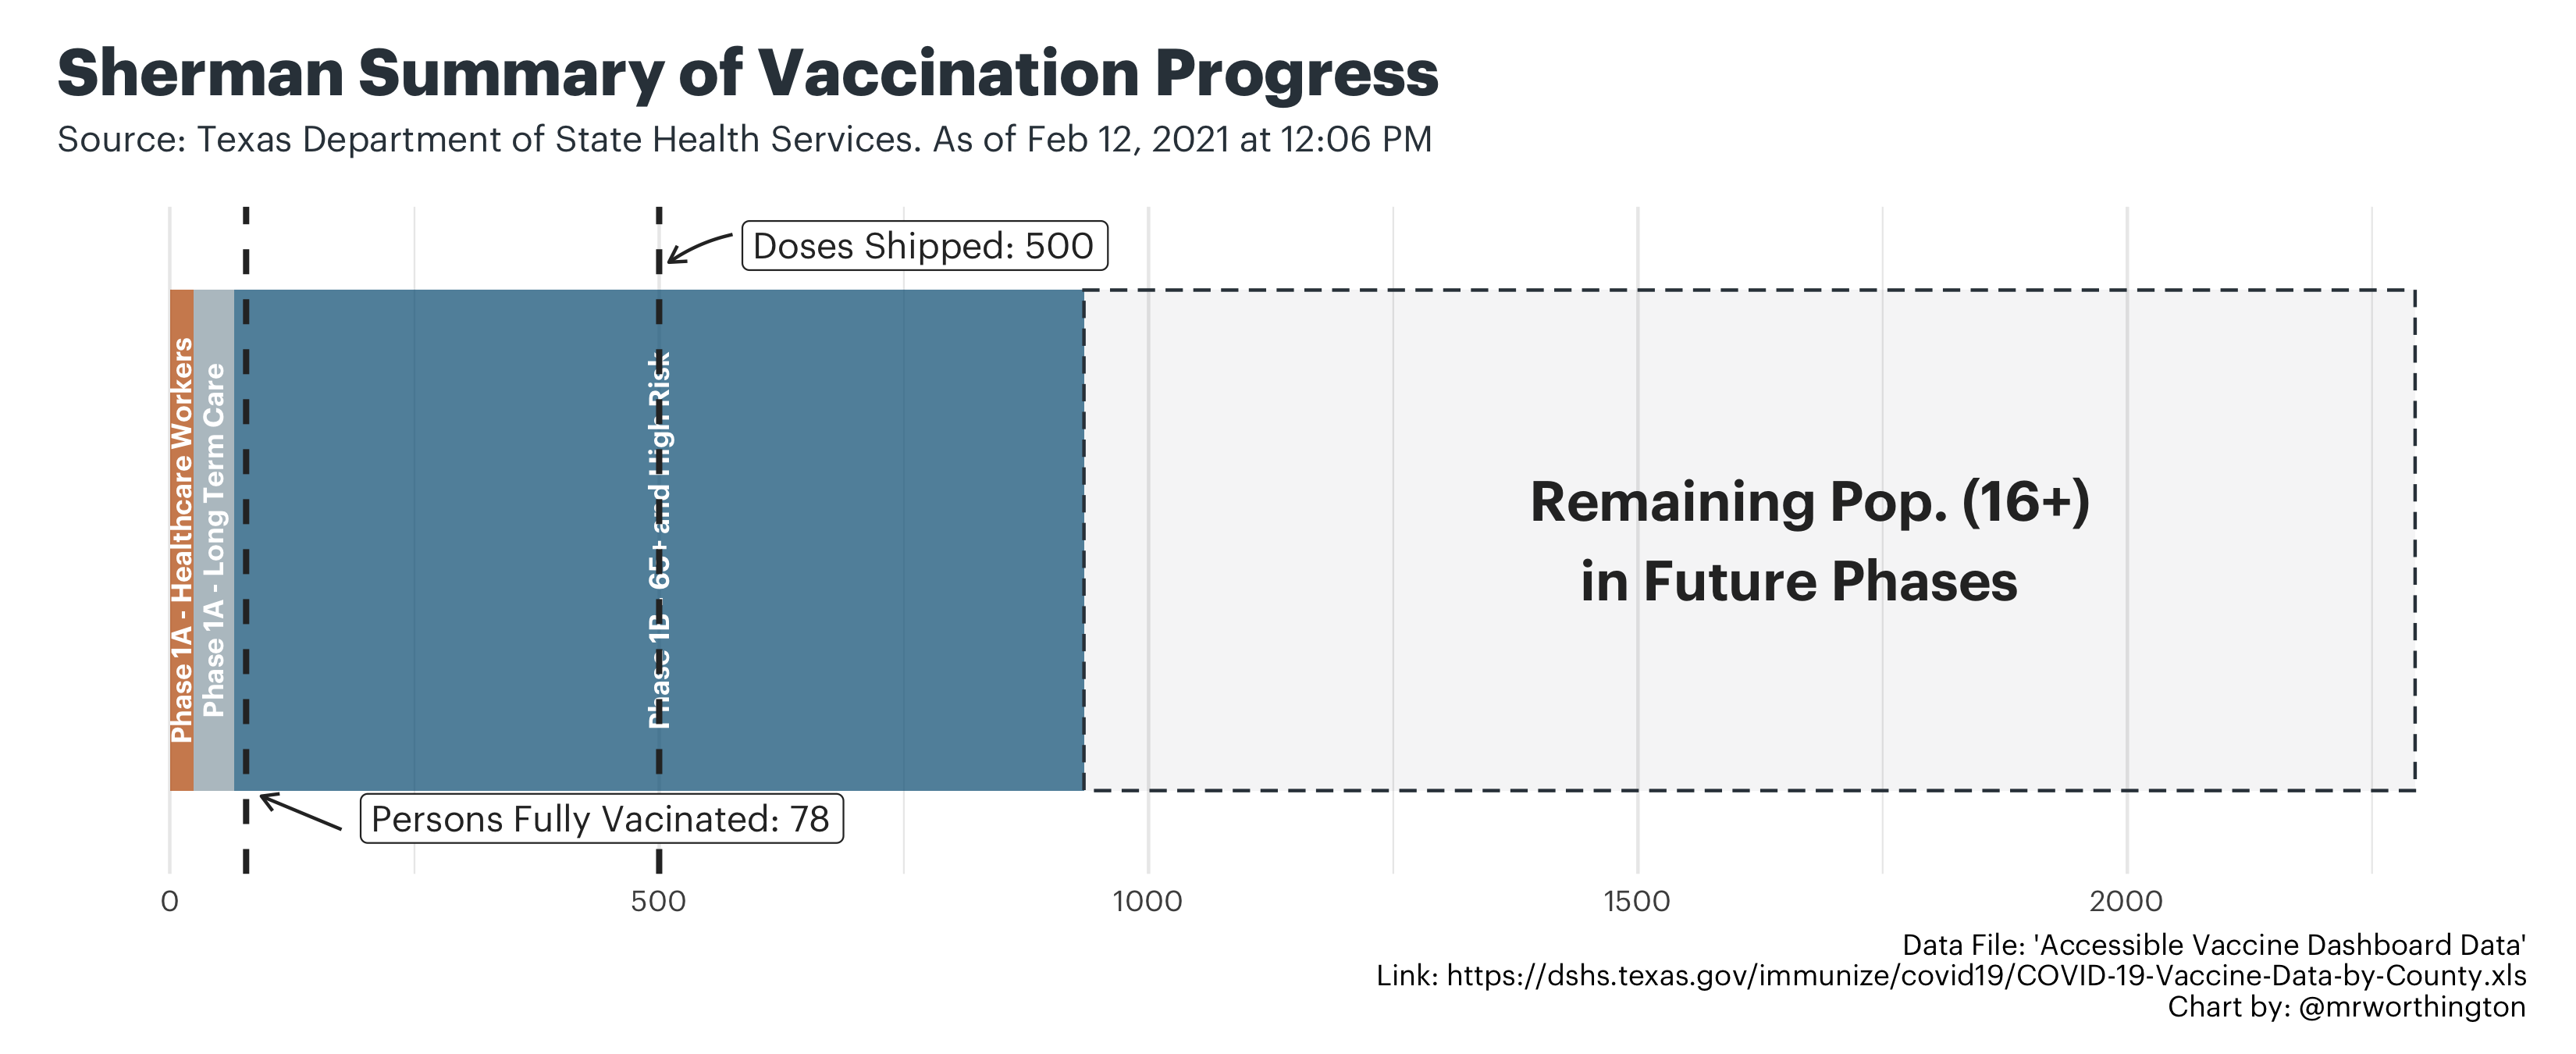 Sherman Summary of Vaccination Progress
Source: Texas Department of State Health Services. As of Feb 12, 2021 at 12:06 PM
Doses Shipped: 500
Phase 1A - Healthcare Workers
Phase 1A - Long Term Care
Phase 1B - 65+ and High Risk
Remaining Pop. (16+)
in Future Phases
Persons Fully Vacinated: 78
0 500 1000 1500 2000
Data File: 'Accessible Vaccine Dashboard Data'
Link: https://dshs.texas.gov/immunize/covid19/COVID-19-Vaccine-Data-by-County.xls
Chart by: @mrworthington